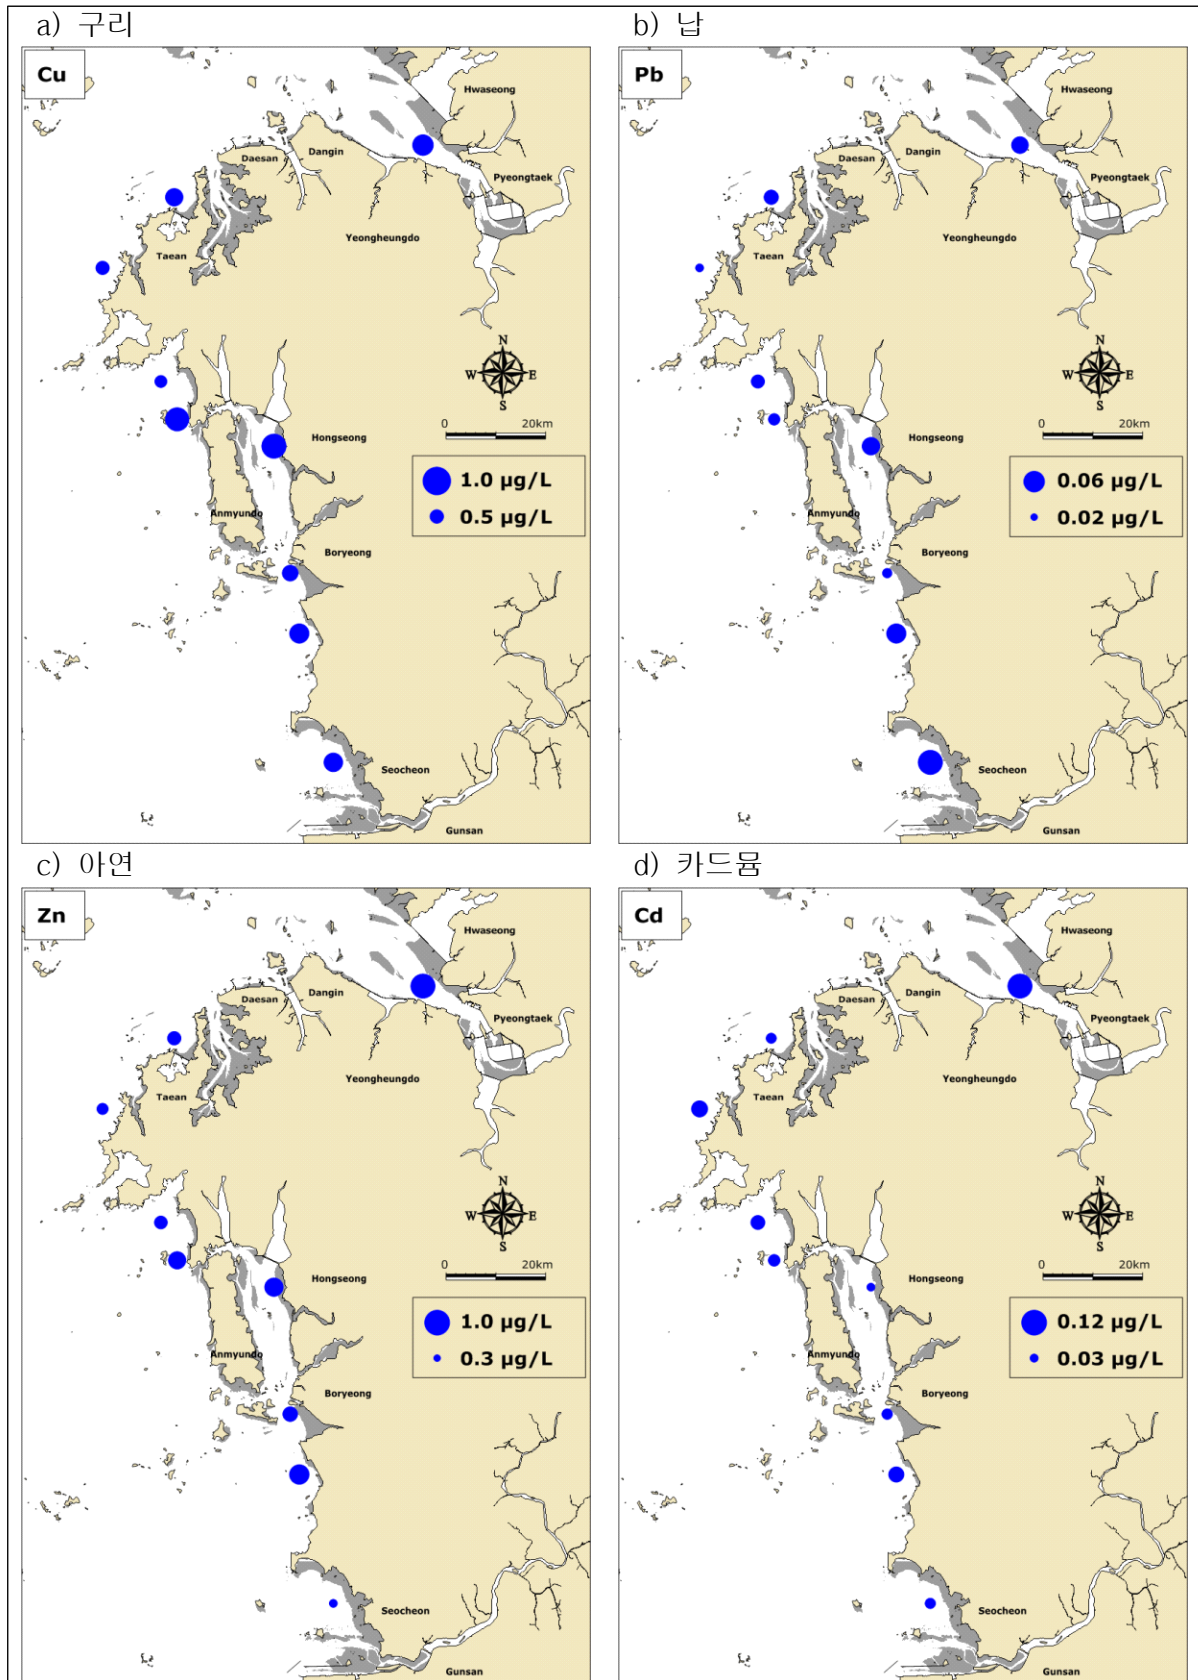 a) 구리
Cu
Hwaseong
Daesan
Dangin
Pyeongtaek
Yeongheungdo
Taean
N
W E
S
0 20km
Hongseong
1.0 µg/L
0.5 µg/L
Anmyundo
Boryeong
Seocheon
Gunsan
b) 납
Pb
Hwaseong
Daesan
Dangin
Pyeongtaek
Yeongheungdo
Taean
N
W E
S
0 20km
Hongseong
0.06 µg/L
0.02 µg/L
Anmyundo
Boryeong
Seocheon
Gunsan
c) 아연
Zn
Hwaseong
Daesan
Dangin
Pyeongtaek
Yeongheungdo
Taean
N
W E
S
0 20km
Hongseong
1.0 µg/L
0.3 µg/L
Anmyundo
Boryeong
Seocheon
Gunsan
d) 카드뮴
Cd
Hwaseong
Daesan
Dangin
Pyeongtaek
Yeongheungdo
Taean
N
W E
S
0 20km
Hongseong
0.12 µg/L
0.03 µg/L
Anmyundo
Boryeong
Seocheon
Gunsan